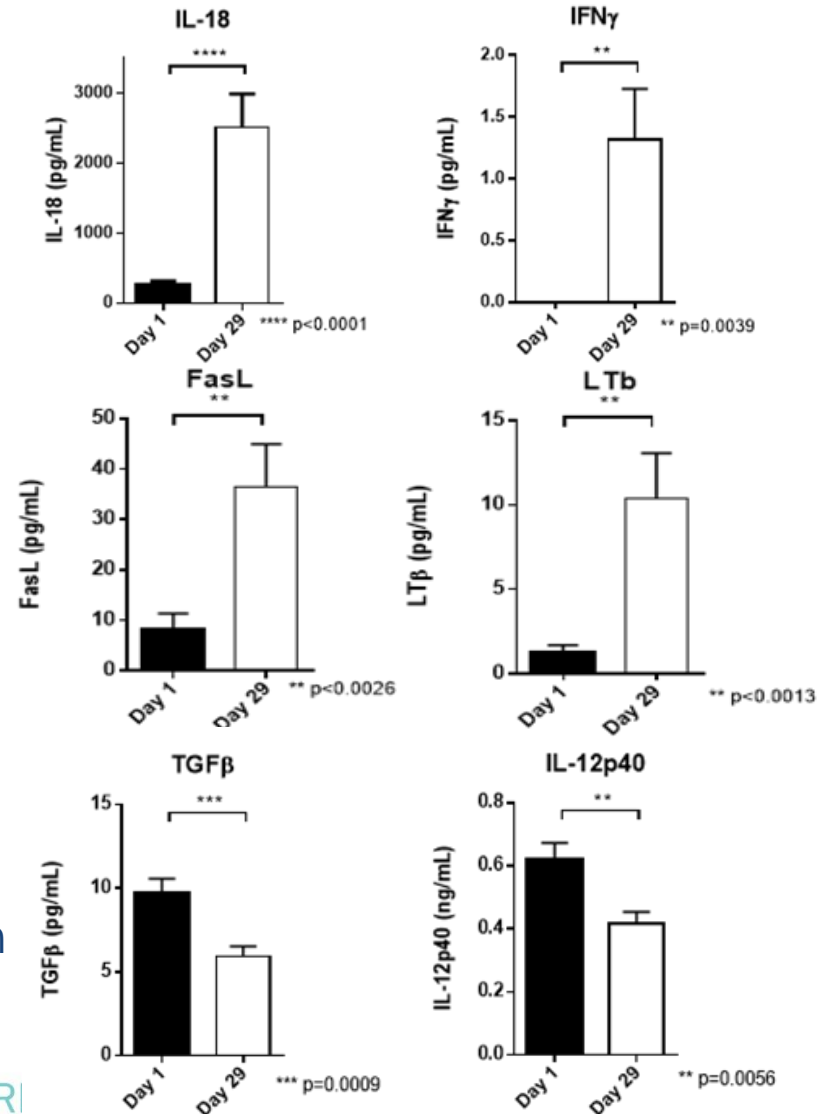 IL-18
****
IL-18 (pg/mL)
3000
2000
1000
0
Day 1
Day 29
**** p<0.0001
IFNγ
**
IFNγ (pg/mL)
2.0
1.5
1.0
0.5
0.0
Day 1
Day 29
** p=0.0039
FasL
**
FasL (pg/mL)
50
40
30
20
10
0
Day 1
Day 29
** p<0.0026
LTb
**
LTβ (pg/mL)
15
10
5
0
Day 1
Day 29
** p<0.0013
TGFβ
***
TGFβ (pg/mL)
15
10
5
0
Day 1
Day 29
*** p=0.0009
IL-12p40
**
IL-12p40 (ng/mL)
0.8
0.6
0.4
0.2
0.0
Day 1
Day 29
** p=0.0056